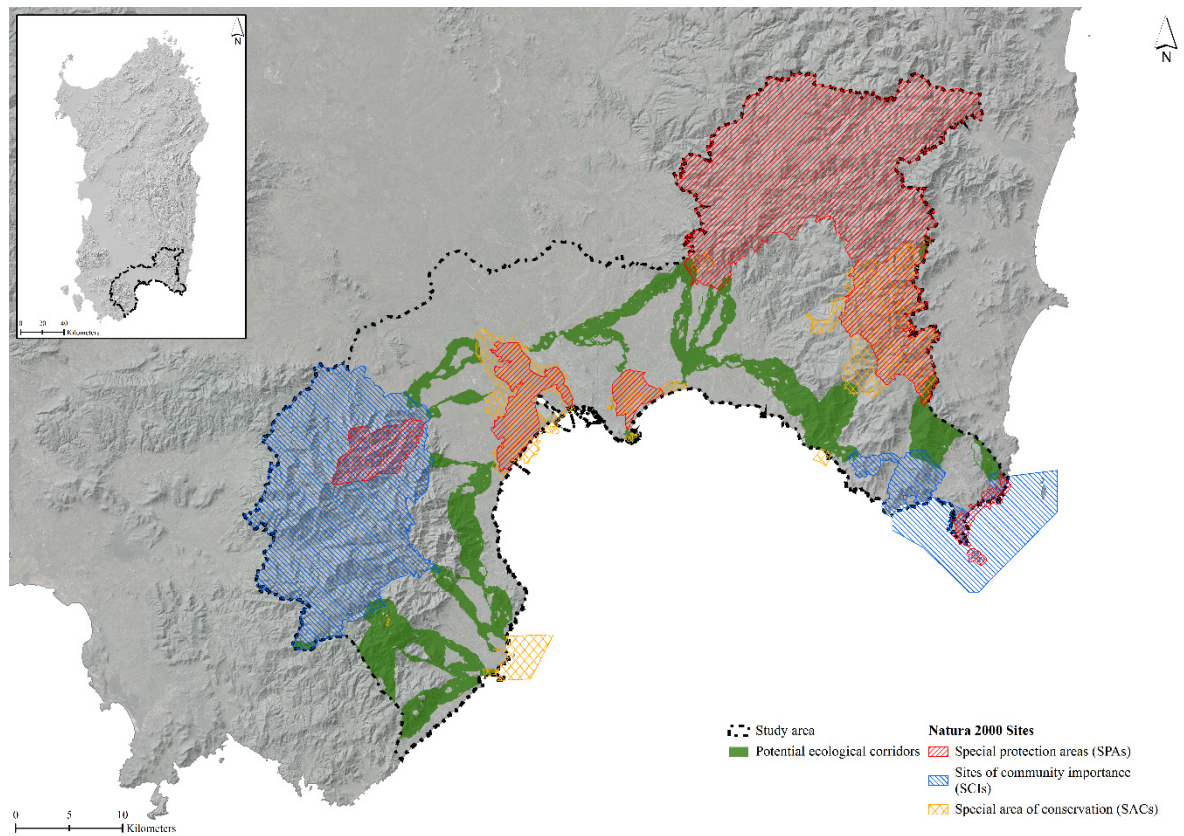 N
0 20 40
Kilometers
N
Study area
Potential ecological corridors
Natura 2000 Sites
Special protection areas (SPAs)
Sites of community importance
(SCIs)
Special area of conservation (SACs)
0 5 10
Kilometers